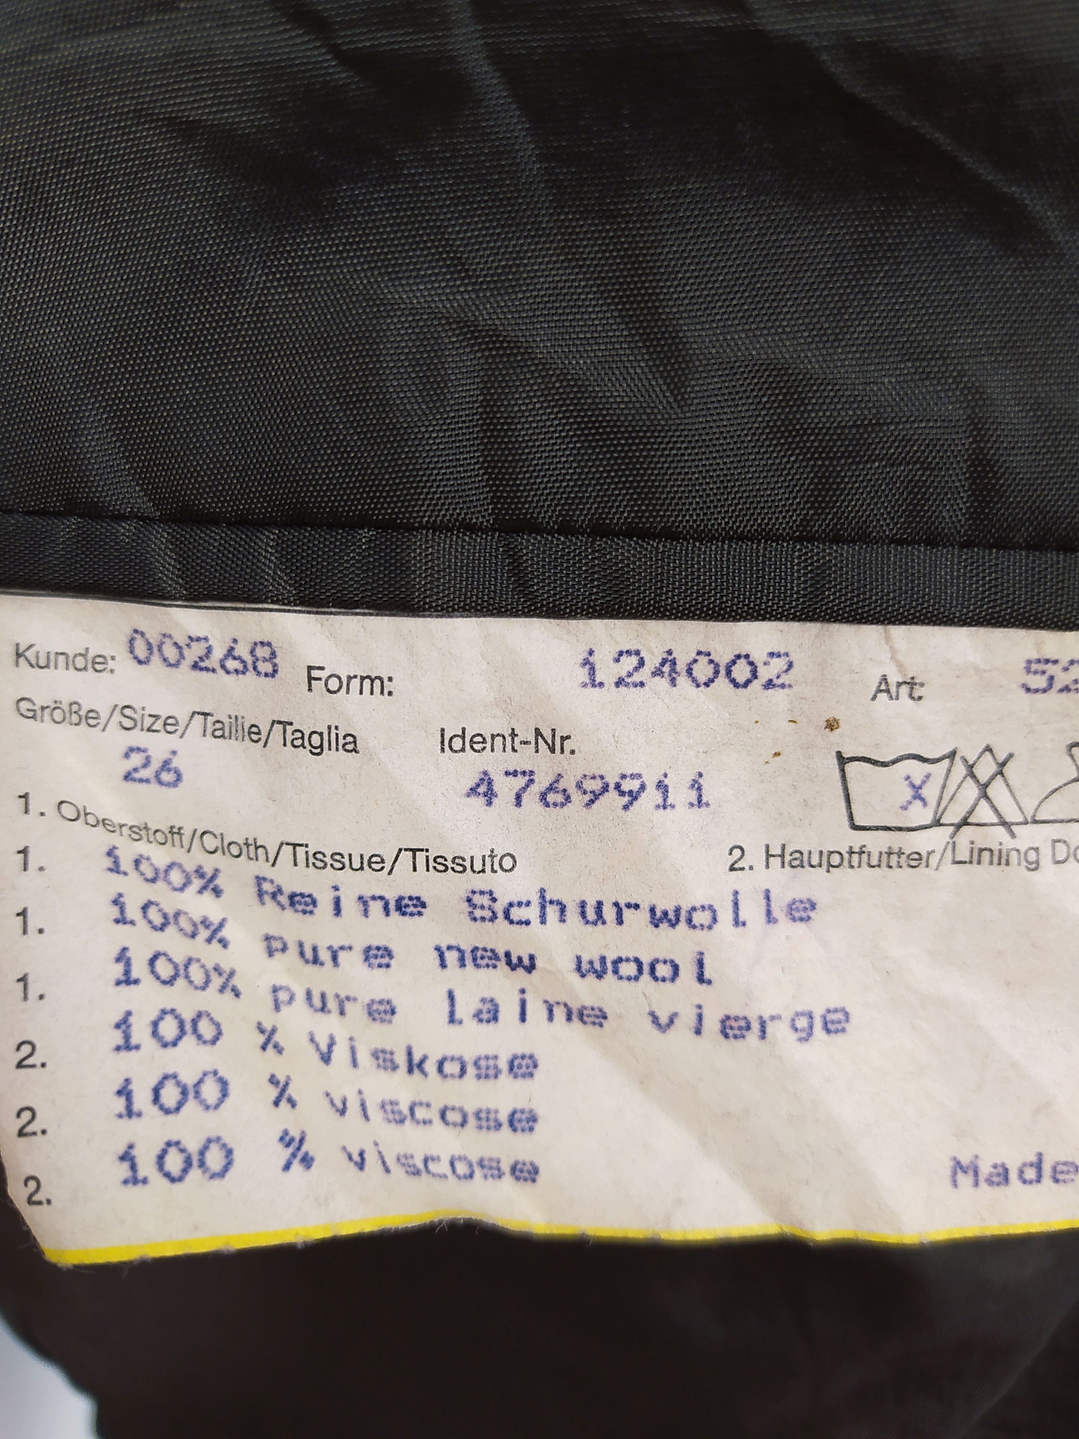 Kunde: 00268 Form: 124002 Art: 52
Größe/Size/Taille/Taglia Ident-Nr.
26 4769911
X
1. Oberstoff/Cloth/Tissue/Tissuto 2. Hauptfutter/Lining Do
1. 100% Reine Schurwolle
1. 100% pure new wool
1. 100% pure laine vierge
2. 100 % Viskose
2. 100 % viscose
2. 100 % viscose
Made